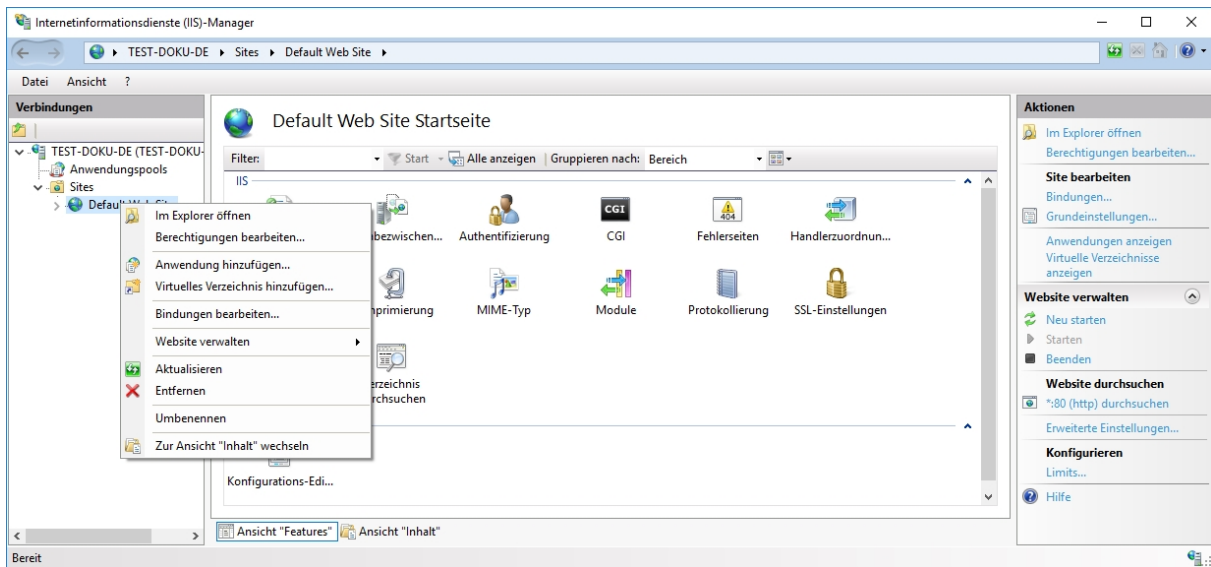 Internetinformationsdienste (IIS)-Manager
TEST-DOKU-DE Sites Default Web Site
Datei Ansicht ?
Verbindungen
TEST-DOKU-DE (TEST-DOKU-
Anwendungspools
Sites
Im Explorer öffnen
Berechtigungen bearbeiten...
Anwendung hinzufügen...
Virtuelles Verzeichnis hinzufügen...
Bindungen bearbeiten...
Website verwalten
Aktualisieren
Entfernen
Umbenennen
Zur Ansicht "Inhalt" wechseln
Default Web Site Startseite
Filter: Start Alle anzeigen Gruppieren nach: Bereich
IIS
Authentifizierung CGI Fehlerseiten Handlerzuordnun...
MIME-Typ Module Protokollierung SSL-Einstellungen
CGI
404
Konfigurations-Edi...
Ansicht "Features" Ansicht "Inhalt"
Aktionen
Im Explorer öffnen
Berechtigungen bearbeiten...
Site bearbeiten
Bindungen...
Grundeinstellungen...
Anwendungen anzeigen
Virtuelle Verzeichnisse
anzeigen
Website verwalten
Neu starten
Starten
Beenden
Website durchsuchen
*:80 (http) durchsuchen
Erweiterte Einstellungen...
Konfigurieren
Limits...
Hilfe
Bereit